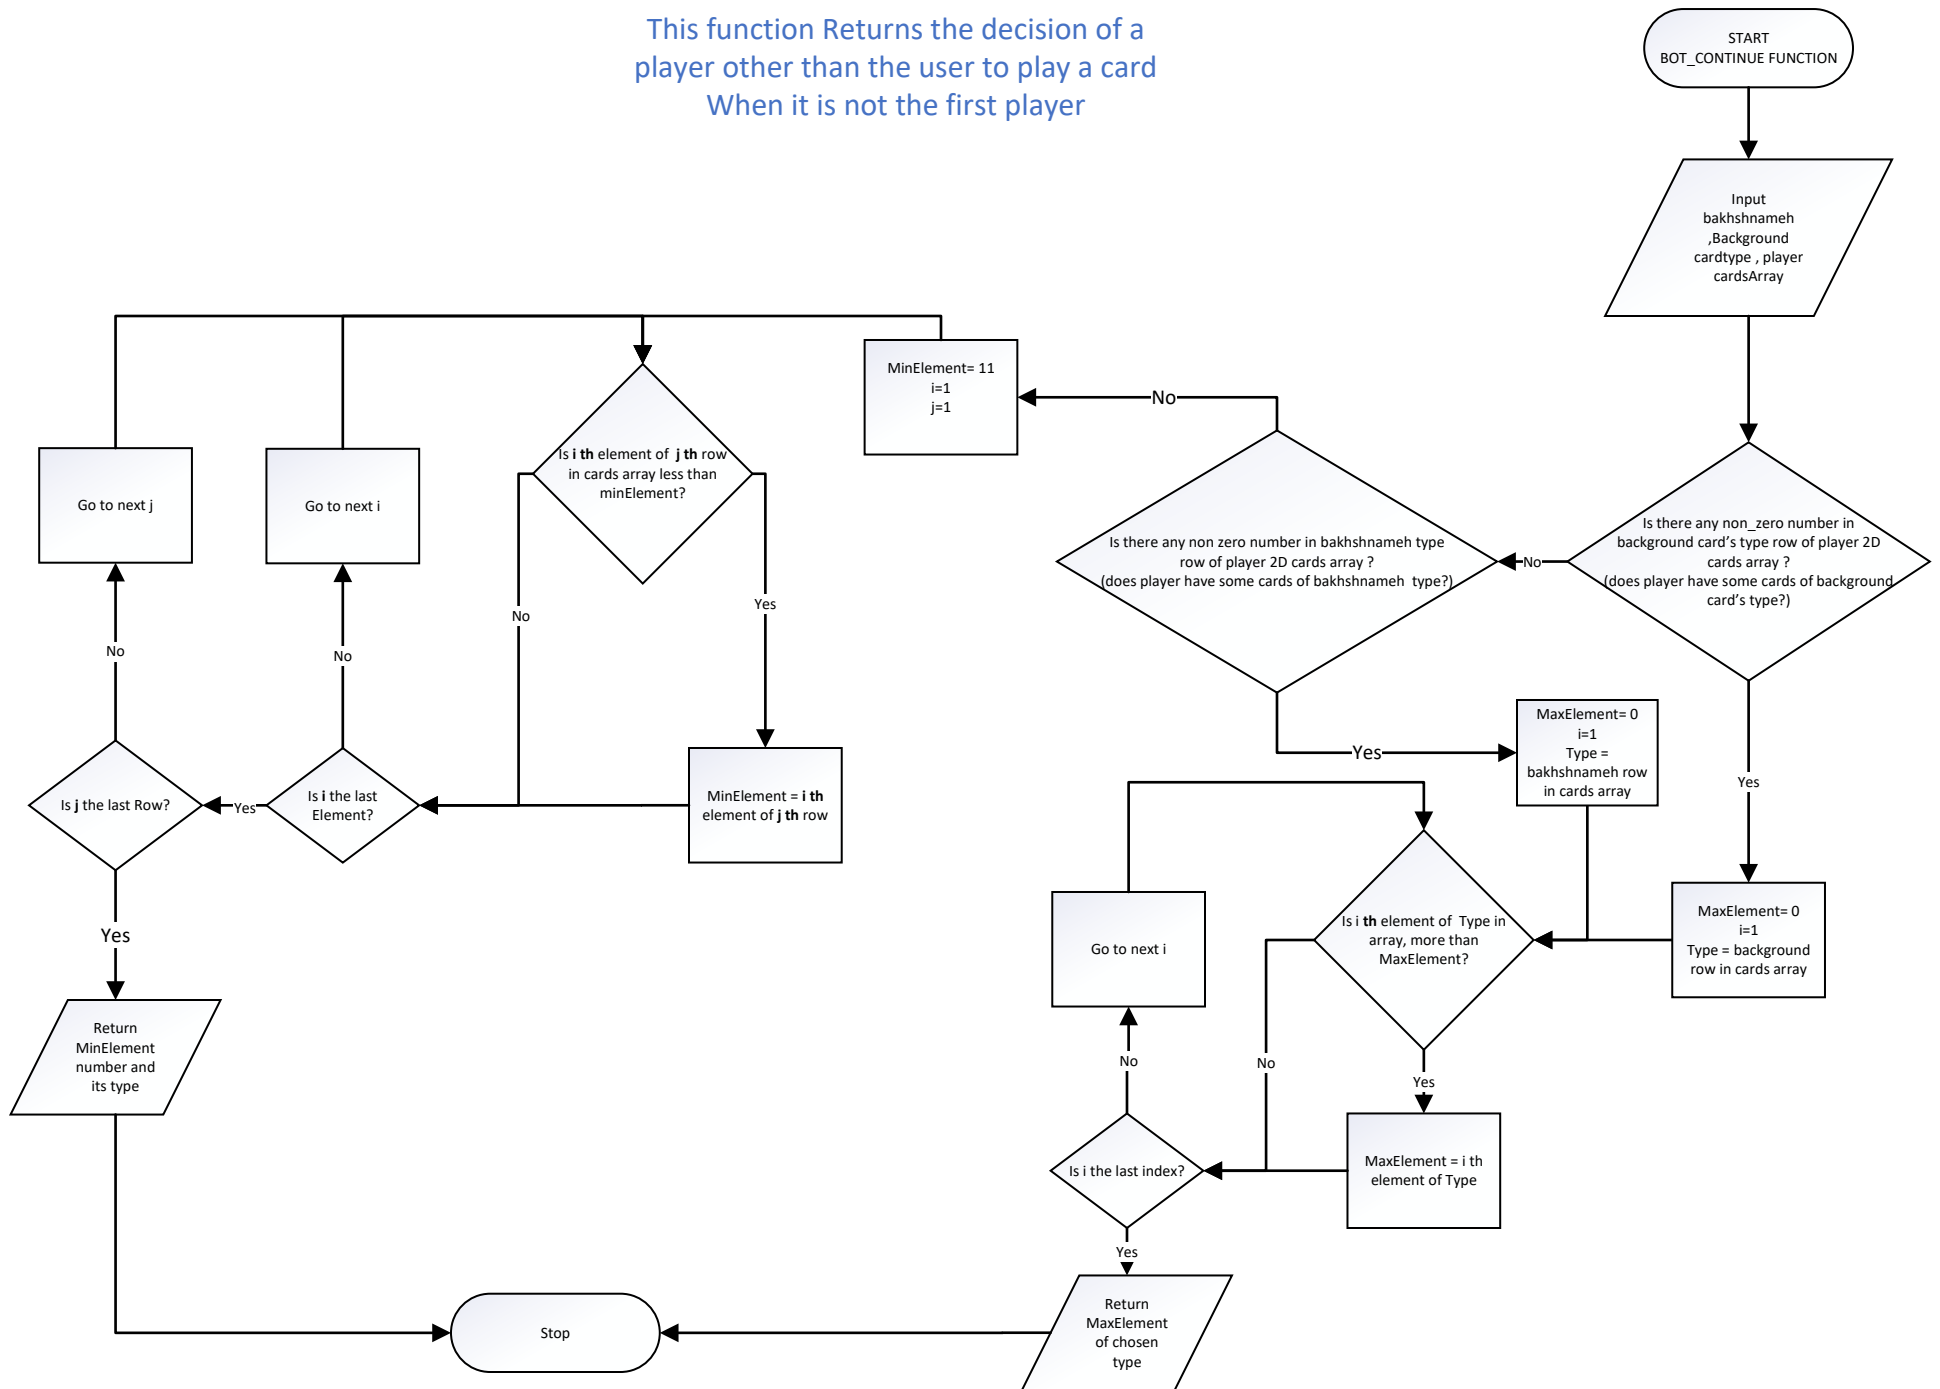 This function Returns the decision of a
player other than the user to play a card
When it is not the first player
START
BOT_CONTINUE FUNCTION
Input
bakhshnameh
,Background
cardtype , player
cardsArray
Is there any non_zero number in
background card's type row of player 2D
cards array ?
(does player have some cards of background
card's type?)
No
Yes
Is there any non zero number in bakhshnameh type
row of player 2D cards array ?
(does player have some cards of bakhshnameh  type?)
No
Yes
MinElement= 11
i=1
j=1
Is i th element of  j th row
in cards array less than
minElement?
No
Yes
MinElement = i th
element of j th row
Is i the last
Element?
No
Go to next i
Yes
Is j the last Row?
No
Go to next j
Yes
Return
MinElement
number and
its type
MaxElement= 0
i=1
Type =
bakhshnameh row
in cards array
MaxElement= 0
i=1
Type = background
row in cards array
Is i th element of  Type in
array, more than
MaxElement?
No
Yes
MaxElement = i th
element of Type
Is i the last index?
No
Go to next i
Yes
Return
MaxElement
of chosen
type
Stop